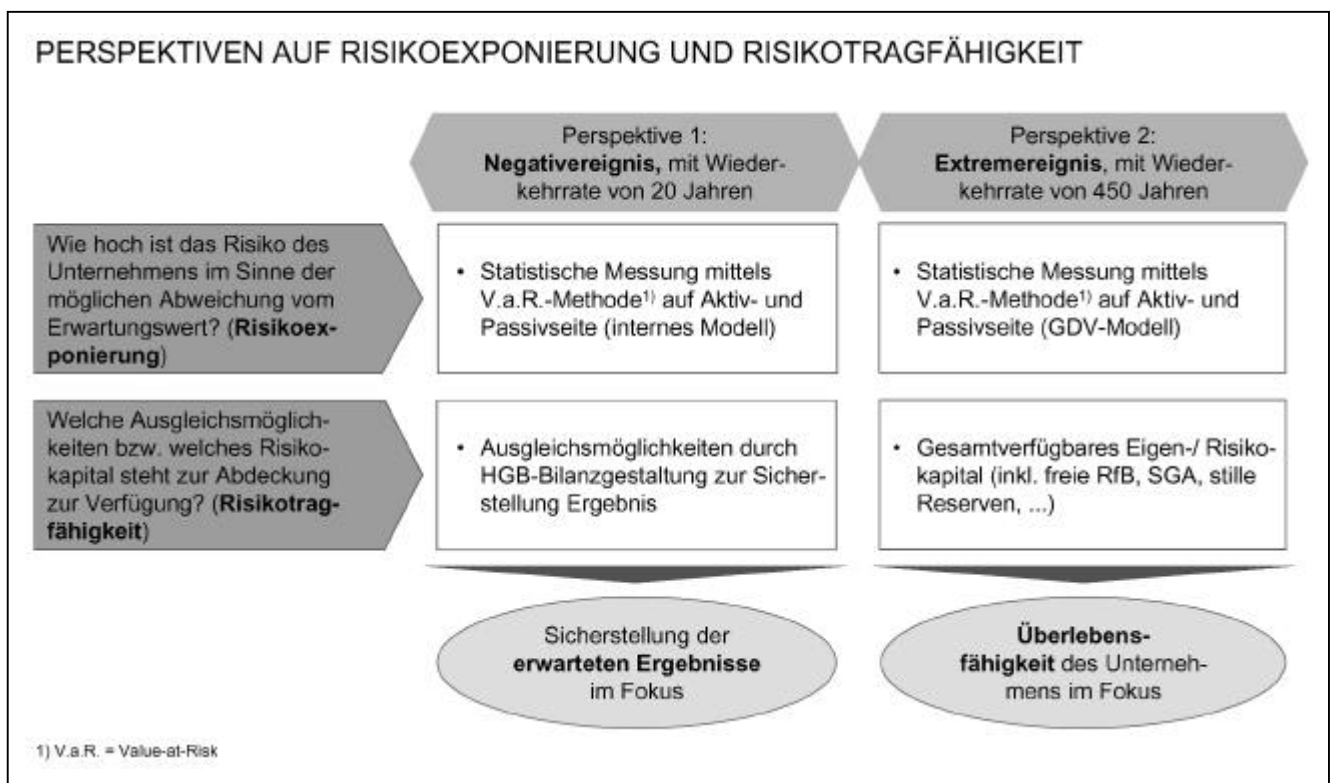 PERSPEKTIVEN AUF RISIKOEXPONIERUNG UND RISIKOTRAGFÄHIGKEIT
Perspektive 1:
Negativereignis, mit Wieder-
kehrrate von 20 Jahren
Perspektive 2:
Extremereignis, mit Wieder-
kehrrate von 450 Jahren
Wie hoch ist das Risiko des
Unternehmens im Sinne der
möglichen Abweichung vom
Erwartungswert? (Risikoex-
ponierung)
• Statistische Messung mittels
V.a.R.-Methode1) auf Aktiv- und
Passivseite (internes Modell)
• Statistische Messung mittels
V.a.R.-Methode1) auf Aktiv- und
Passivseite (GDV-Modell)
Welche Ausgleichsmöglich-
keiten bzw. welches Risiko-
kapital steht zur Abdeckung
zur Verfügung? (Risikotrag-
fähigkeit)
• Ausgleichsmöglichkeiten durch
HGB-Bilanzgestaltung zur Sicher-
stellung Ergebnis
• Gesamtverfügbares Eigen-/ Risiko-
kapital (inkl. freie RfB, SGA, stille
Reserven, ...)
Sicherstellung der
erwarteten Ergebnisse
im Fokus
Überlebens-
fähigkeit des Unterneh-
mens im Fokus
1) V.a.R. = Value-at-Risk